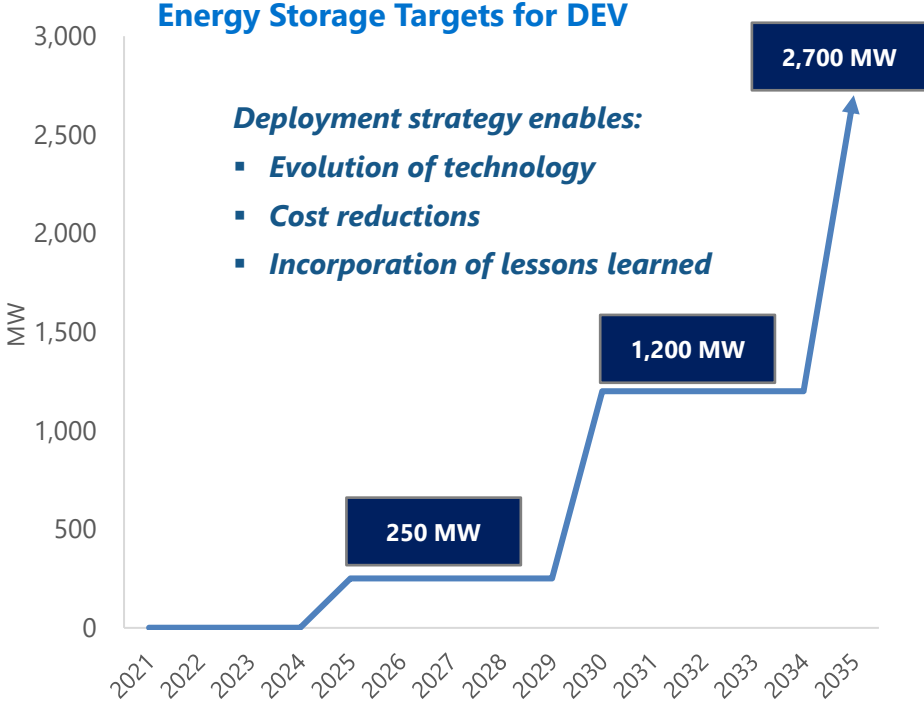 Energy Storage Targets for DEV
3,000
2,500
2,000
1,500
1,000
500
0
MW
Deployment strategy enables:
▪ Evolution of technology
▪ Cost reductions
▪ Incorporation of lessons learned
2,700 MW
1,200 MW
250 MW
2021
2022
2023
2024
2025
2026
2027
2028
2029
2030
2031
2032
2033
2034
2035